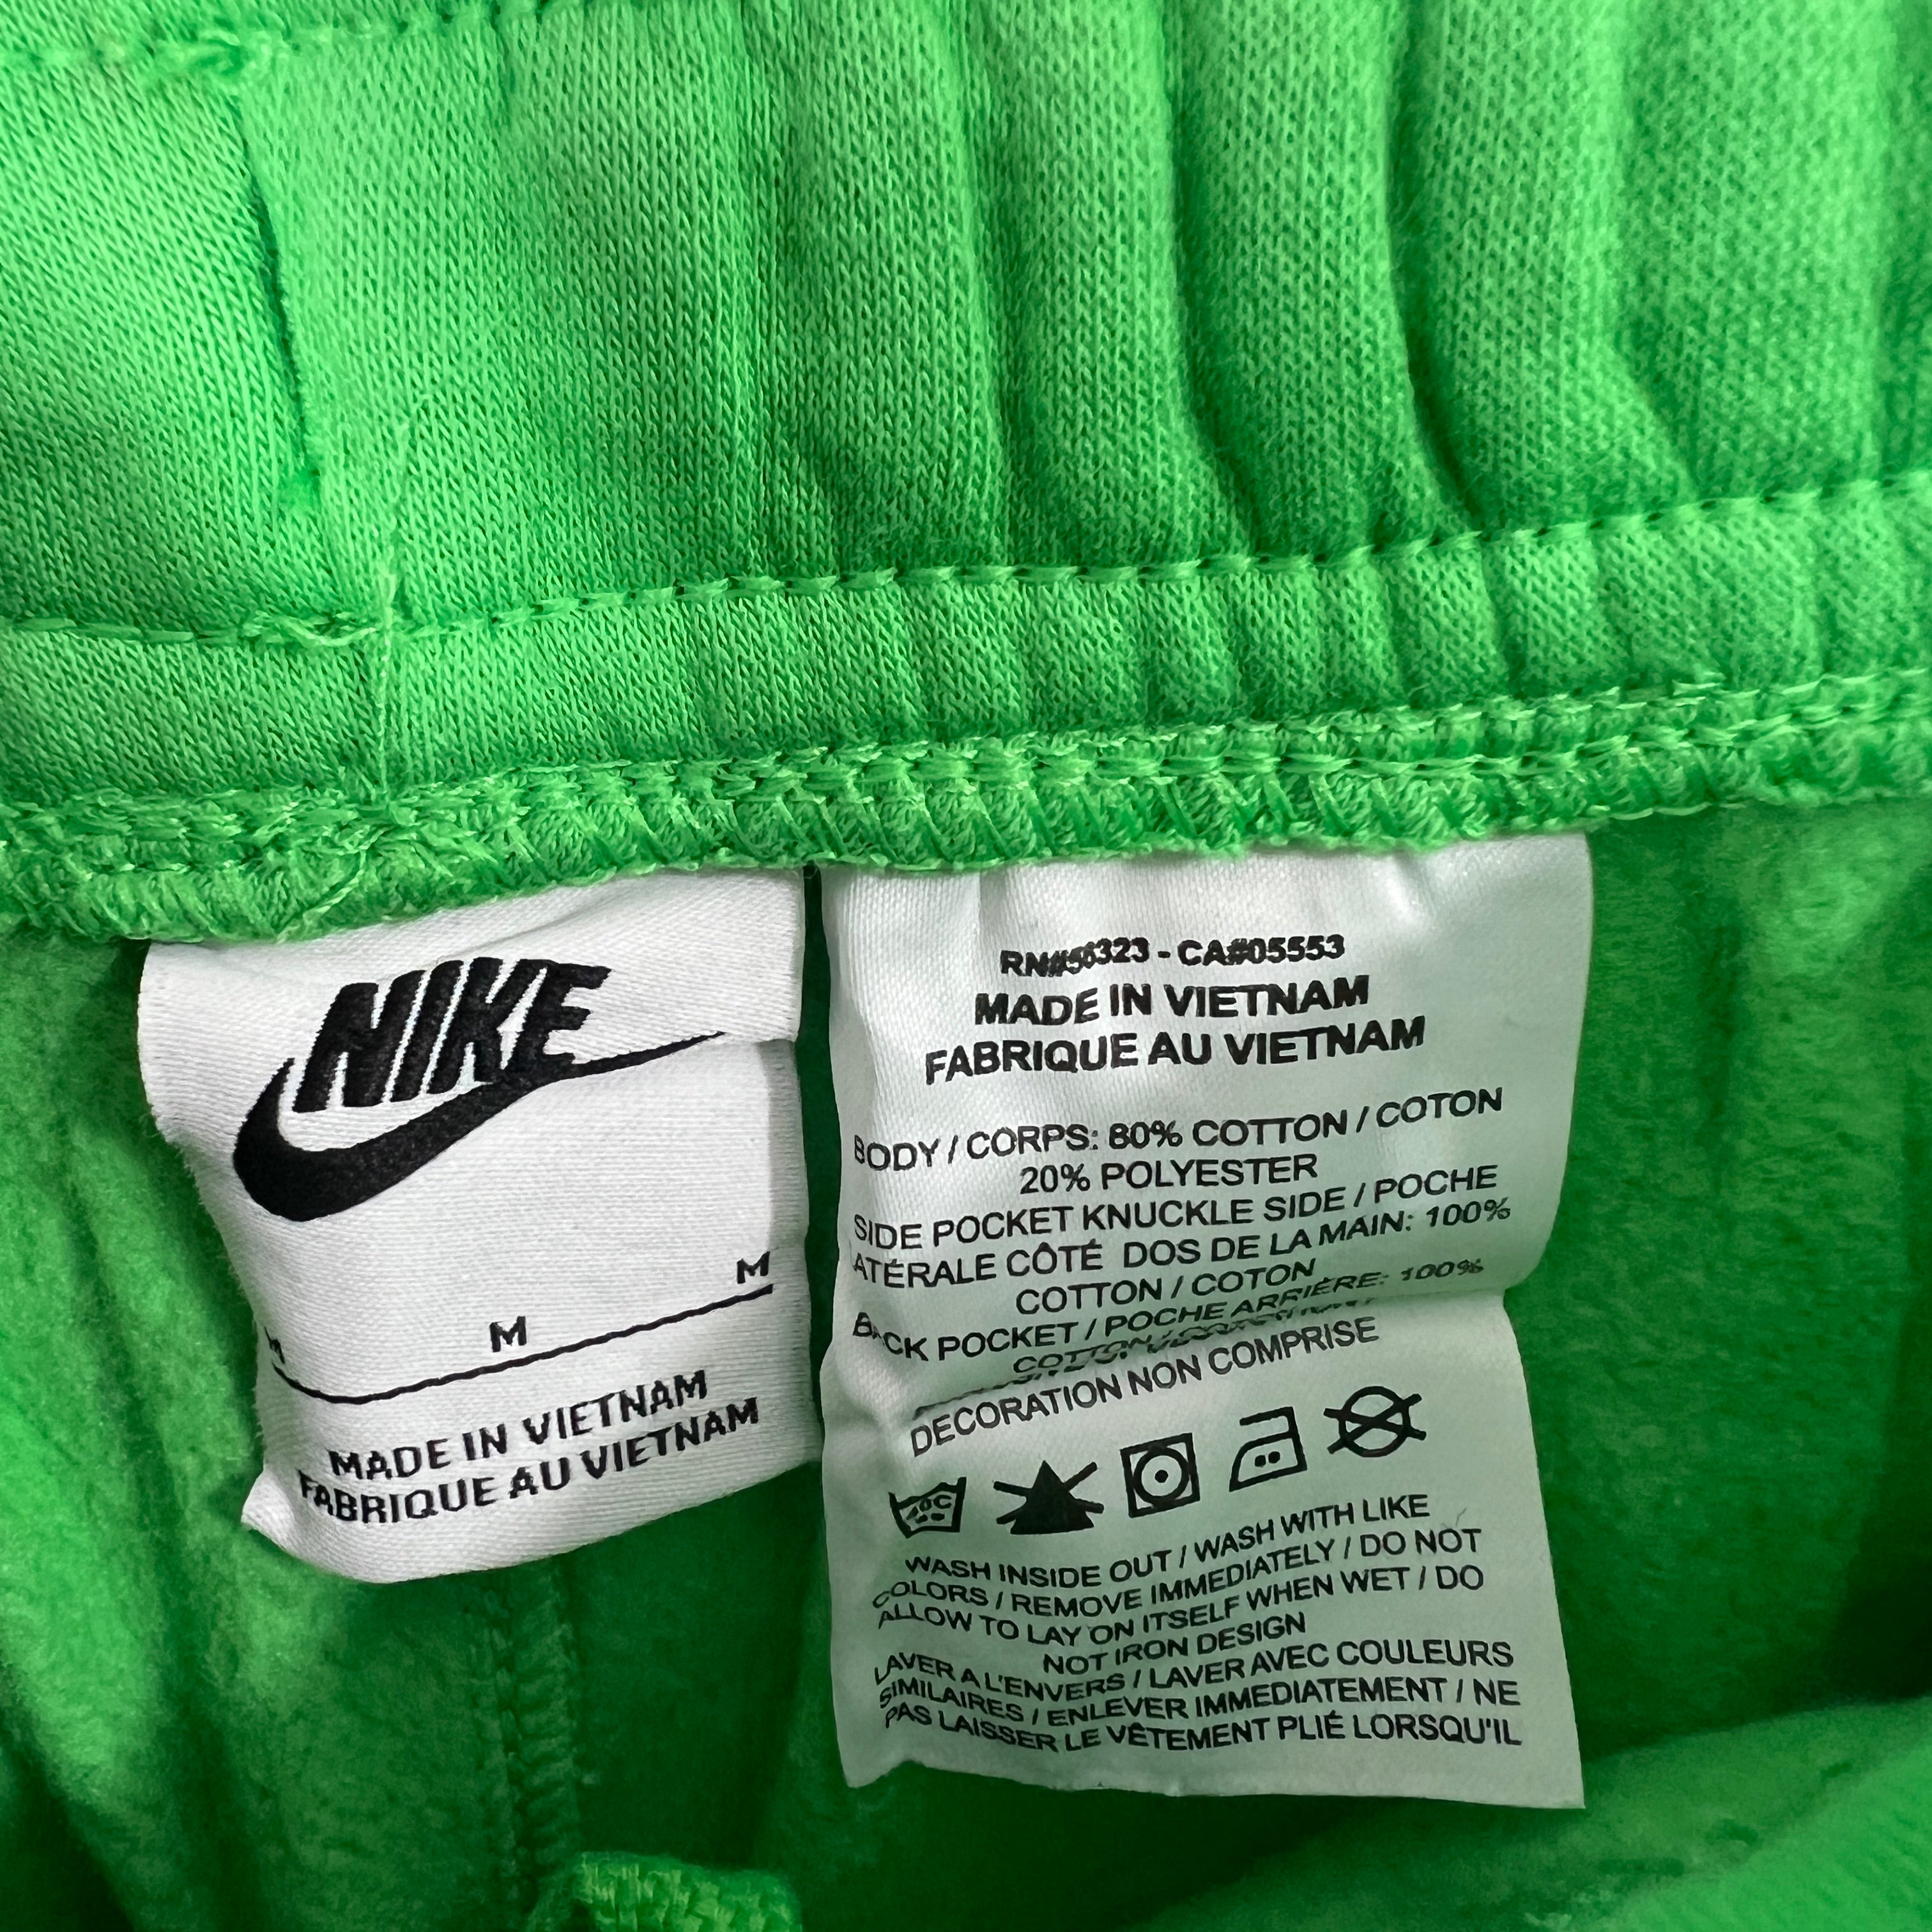 NIKE
M
M
M
MADE IN VIETNAM
FABRIQUE AU VIETNAM
RN#56323 - CA#05553
MADE IN VIETNAM
FABRIQUE AU VIETNAM
BODY / CORPS: 80% COTTON / COTON
20% POLYESTER
SIDE POCKET KNUCKLE SIDE / POCHE
ATÉRALE CÔTÉ DOS DE LA MAIN: 100%
COTTON / COTON
BACK POCKET / POCHE ARRIÉRE: 100%
COTTON /
DECORATION NON COMPRISE
40C
WASH INSIDE OUT / WASH WITH LIKE
COLORS / REMOVE IMMEDIATELY / DO NOT
ALLOW TO LAY ON ITSELF WHEN WET / DO
NOT IRON DESIGN
LAVER A L'ENVERS / LAVER AVEC COULEURS
SIMILAIRES / ENLEVER IMMEDIATEMENT / NE
PAS LAISSER LE VÊTEMENT PLIÉ LORSQU'IL